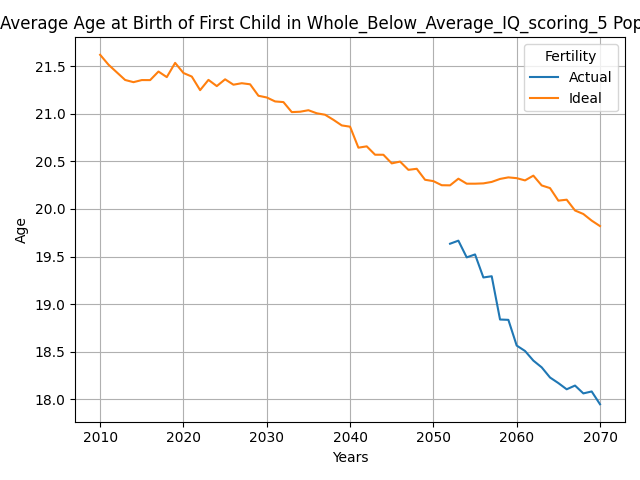 Average Age at Birth of First Child in Whole_Below_Average_IQ_scoring_5 Pop
Fertility
Actual
Ideal
21.5
21.0
20.5
20.0
19.5
19.0
18.5
18.0
Age
2010 2020 2030 2040 2050 2060 2070
Years